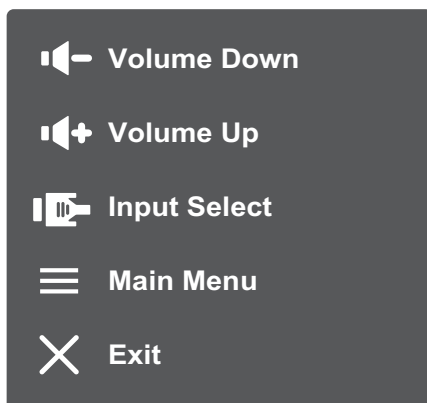 Volume Down
Volume Up
Input Select
Main Menu
Exit